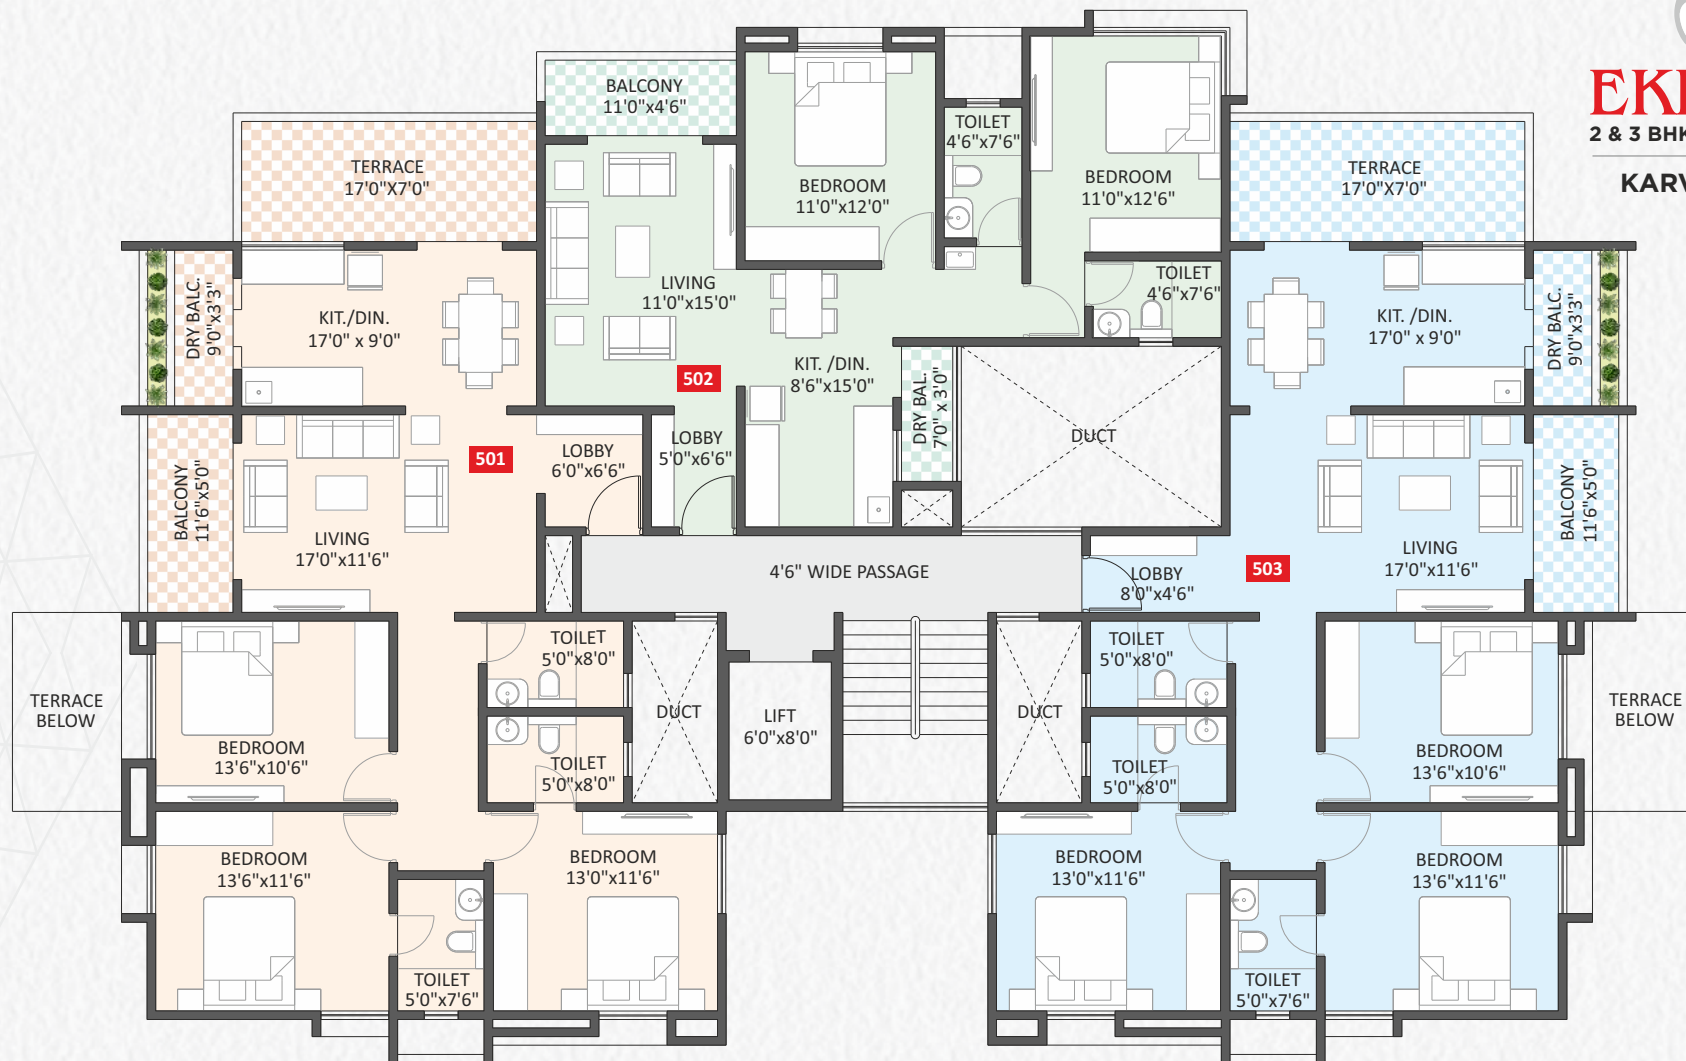 2 & 3 BHK
BALCONY
11'0"x4'6"
TERRACE
17'0"X7'0"
BEDROOM
11'0"x12'0"
TOILET
4'6"x7'6"
BEDROOM
11'0"x12'6"
TERRACE
17'0"X7'0"
DRY BALC.
9'0"x3'3"
KIT./DIN.
17'0" x 9'0"
LIVING
11'0"x15'0"
TOILET
4'6"x7'6"
KIT. /DIN.
17'0" x 9'0"
DRY BALC.
9'0"x3'3"
502
KIT. /DIN.
8'6"x15'0"
DRY BAL.
7'0" x 3'0"
DUCT
501
LOBBY
6'0"x6'6"
LOBBY
5'0"x6'6"
BALCONY
11'6"x5'0"
LIVING
17'0"x11'6"
4'6" WIDE PASSAGE
LOBBY
8'0"x4'6"
503
LIVING
17'0"x11'6"
BALCONY
11'6"x5'0"
TERRACE
BELOW
BEDROOM
13'6"x10'6"
TOILET
5'0"x8'0"
DUCT
LIFT
6'0"x8'0"
DUCT
TOILET
5'0"x8'0"
BEDROOM
13'6"x10'6"
TERRACE
BELOW
TOILET
5'0"x8'0"
TOILET
5'0"x8'0"
BEDROOM
13'6"x11'6"
BEDROOM
13'0"x11'6"
BEDROOM
13'0"x11'6"
BEDROOM
13'6"x11'6"
TOILET
5'0"x7'6"
TOILET
5'0"x7'6"